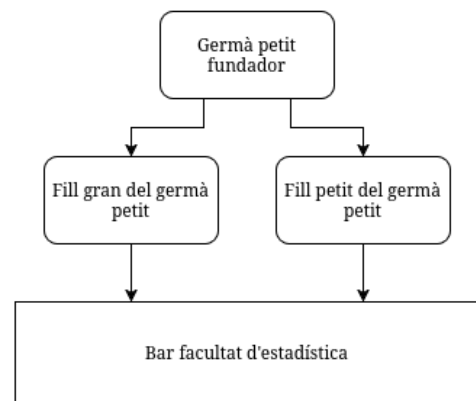 Germà petit
fundador
Fill gran del germà
petit
Fill petit del germà
petit
Bar facultat d'estadística